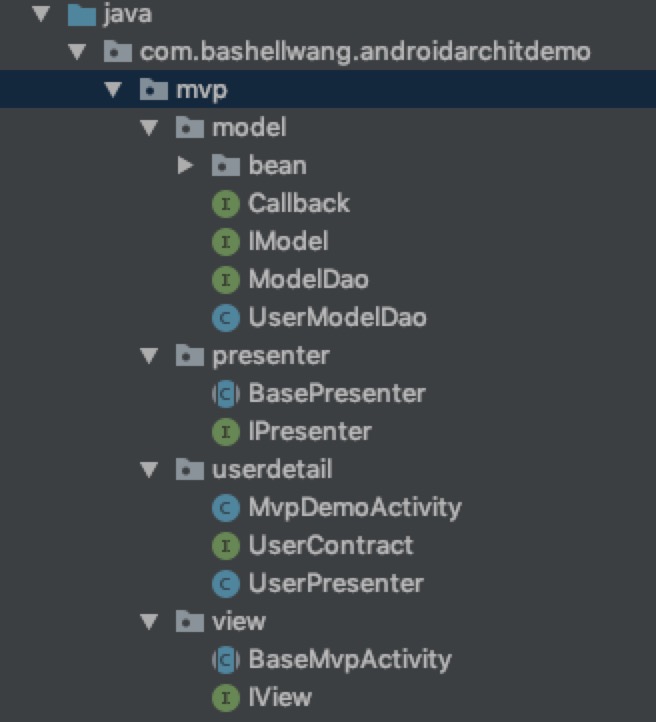 java
com.bashellwang.androidarchitdemo
mvp
model
bean
Callback
IModel
ModelDao
UserModelDao
presenter
BasePresenter
IPresenter
userdetail
MvpDemoActivity
UserContract
UserPresenter
view
BaseMvpActivity
IView